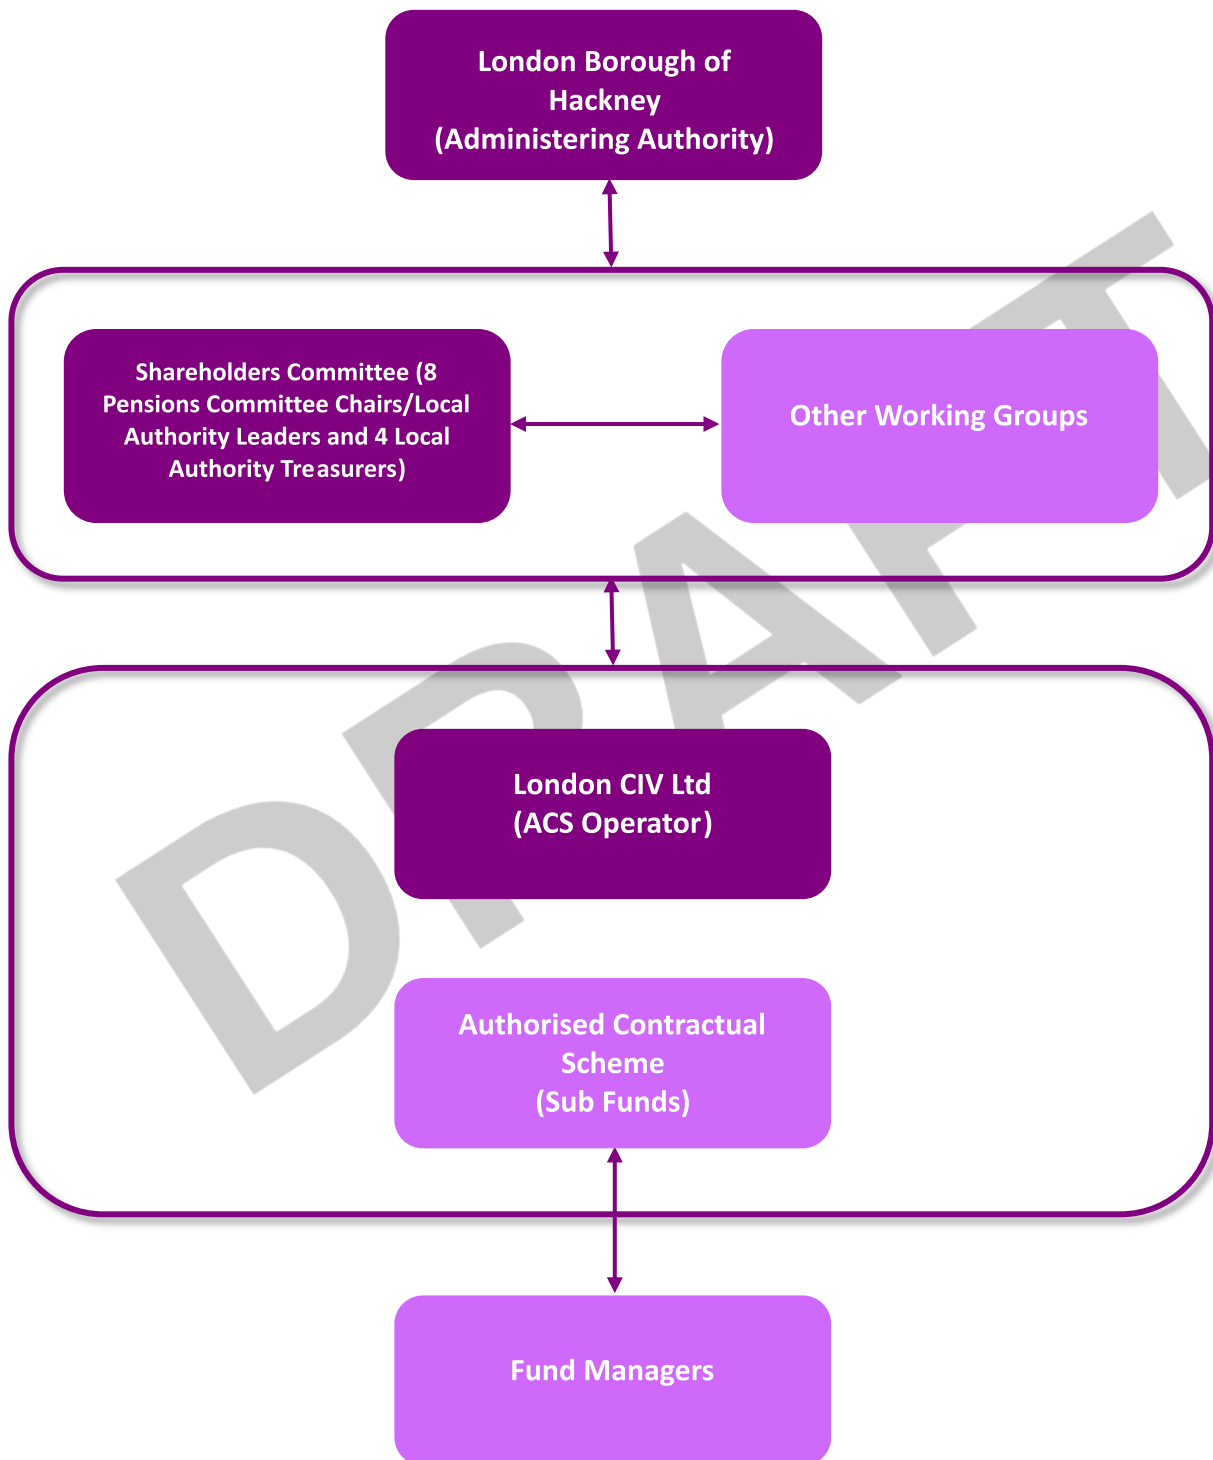 London Borough of
Hackney
(Administering Authority)
Shareholders Committee (8
Pensions Committee Chairs/Local
Authority Leaders and 4 Local
Authority Treasurers)
Other Working Groups
London CIV Ltd
(ACS Operator)
Authorised Contractual
Scheme
(Sub Funds)
Fund Managers
DRAFT